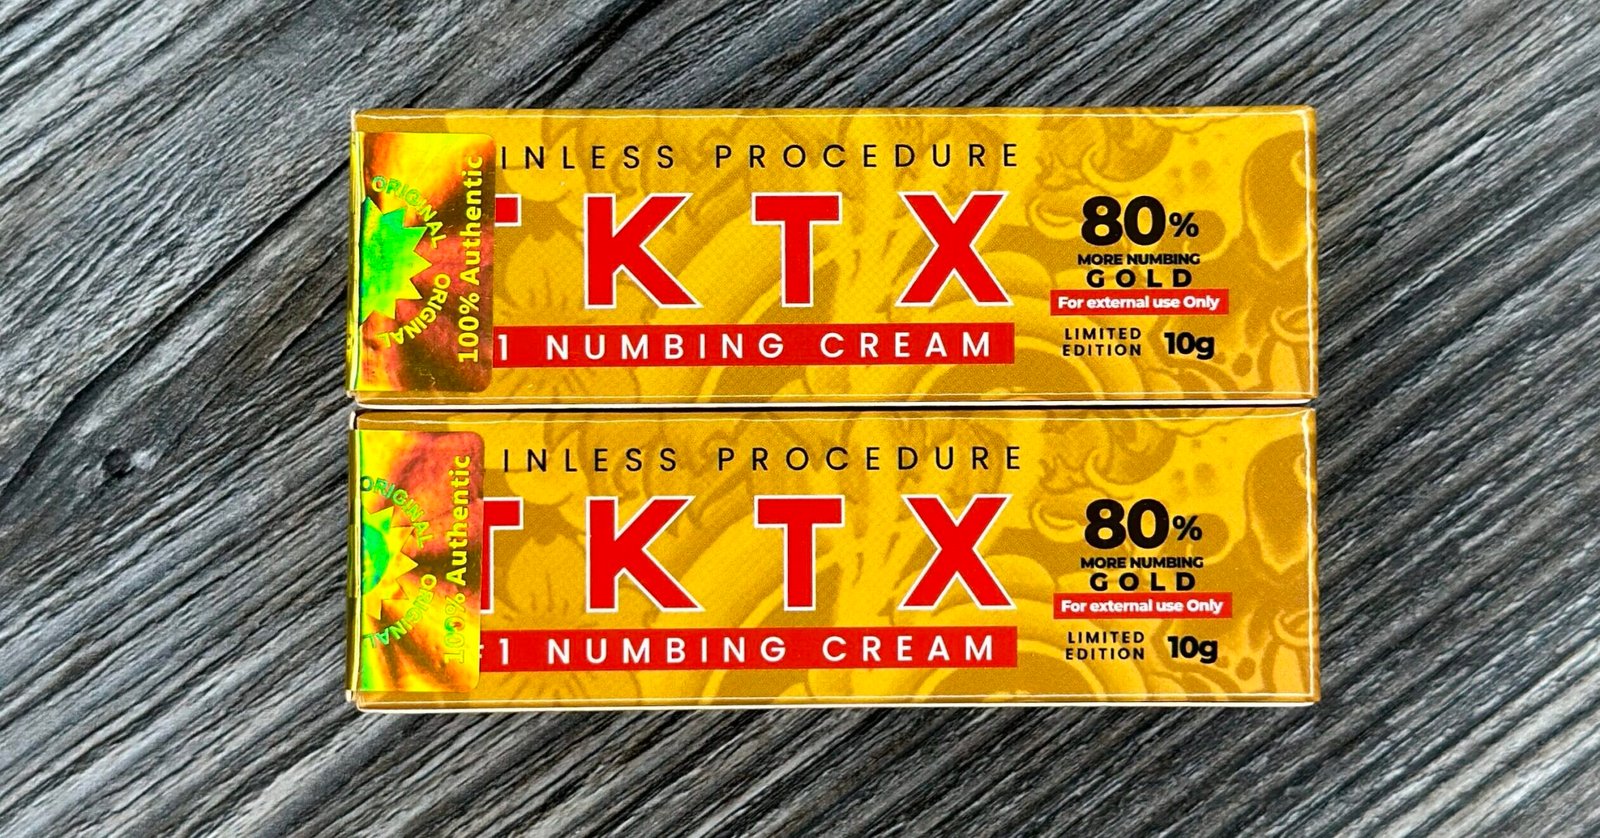 ORIGINAL
ORIGINAL
100% Authentic
INLESS PROCEDURE
TKTX
1 NUMBING CREAM
80%
MORE NUMBING
GOLD
For external use Only
LIMITED
EDITION
10g
ORIGINAL
ORIGINAL
100% Authentic
INLESS PROCEDURE
TKTX
1 NUMBING CREAM
80%
MORE NUMBING
GOLD
For external use Only
LIMITED
EDITION
10g